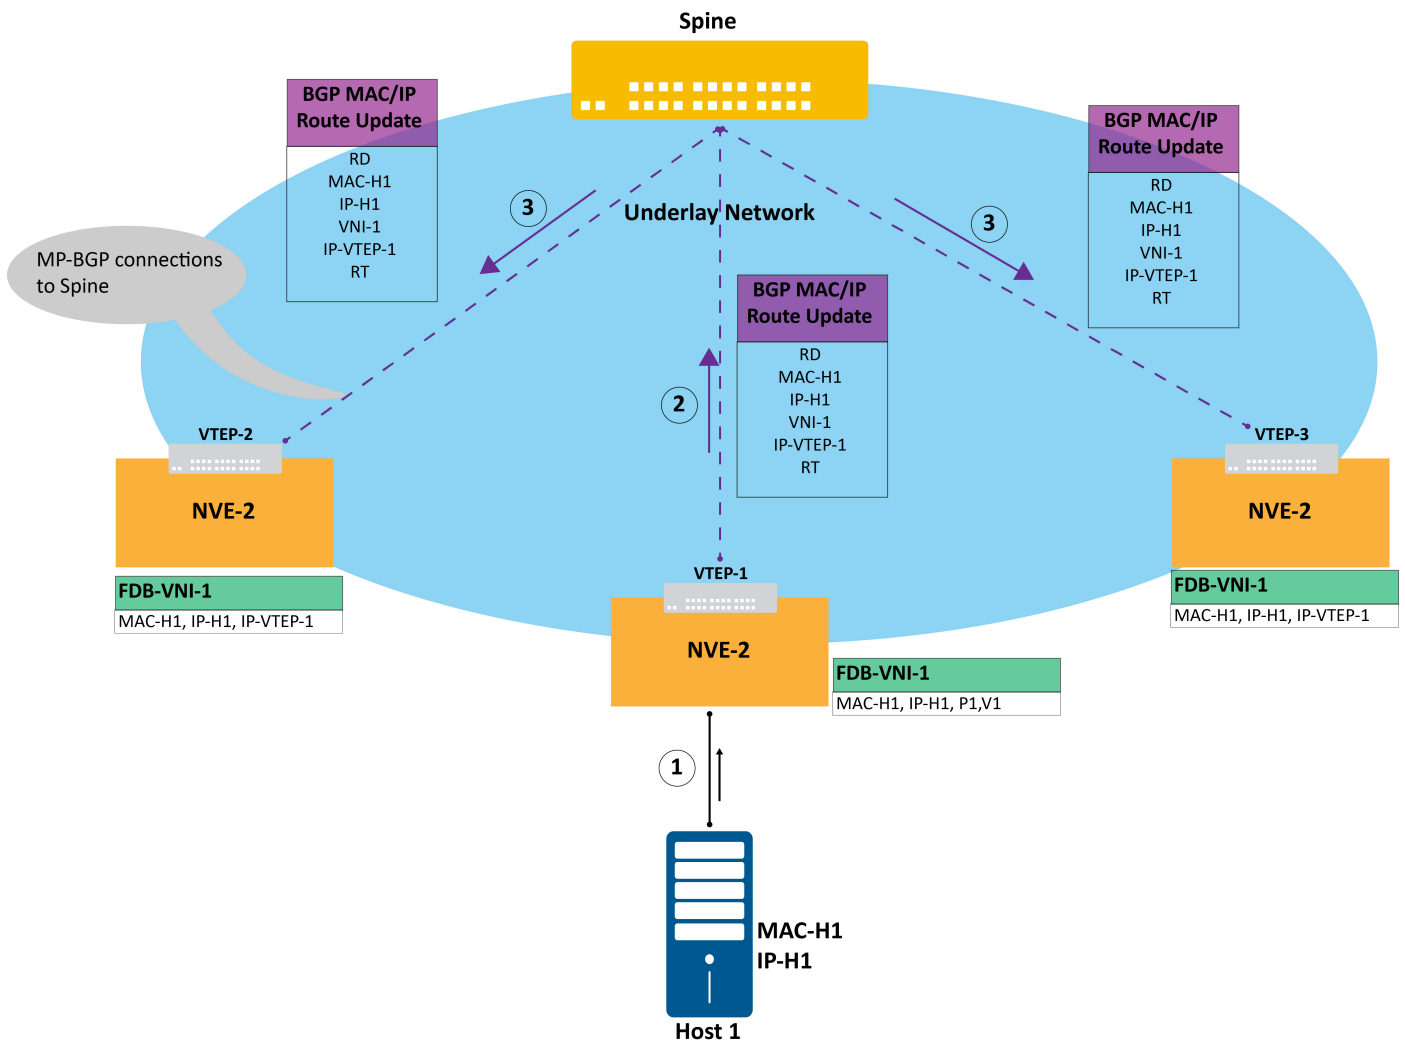 Spine
BGP MAC/IP
Route Update
RD
MAC-H1
IP-H1
VNI-1
IP-VTEP-1
RT
BGP MAC/IP
Route Update
RD
MAC-H1
IP-H1
VNI-1
IP-VTEP-1
RT
3
Underlay Network
3
MP-BGP connections
to Spine
BGP MAC/IP
Route Update
RD
MAC-H1
IP-H1
VNI-1
IP-VTEP-1
RT
2
VTEP-2
NVE-2
FDB-VNI-1
MAC-H1, IP-H1, IP-VTEP-1
VTEP-3
NVE-2
FDB-VNI-1
MAC-H1, IP-H1, IP-VTEP-1
VTEP-1
NVE-2
FDB-VNI-1
MAC-H1, IP-H1, P1,V1
1
MAC-H1
IP-H1
Host 1